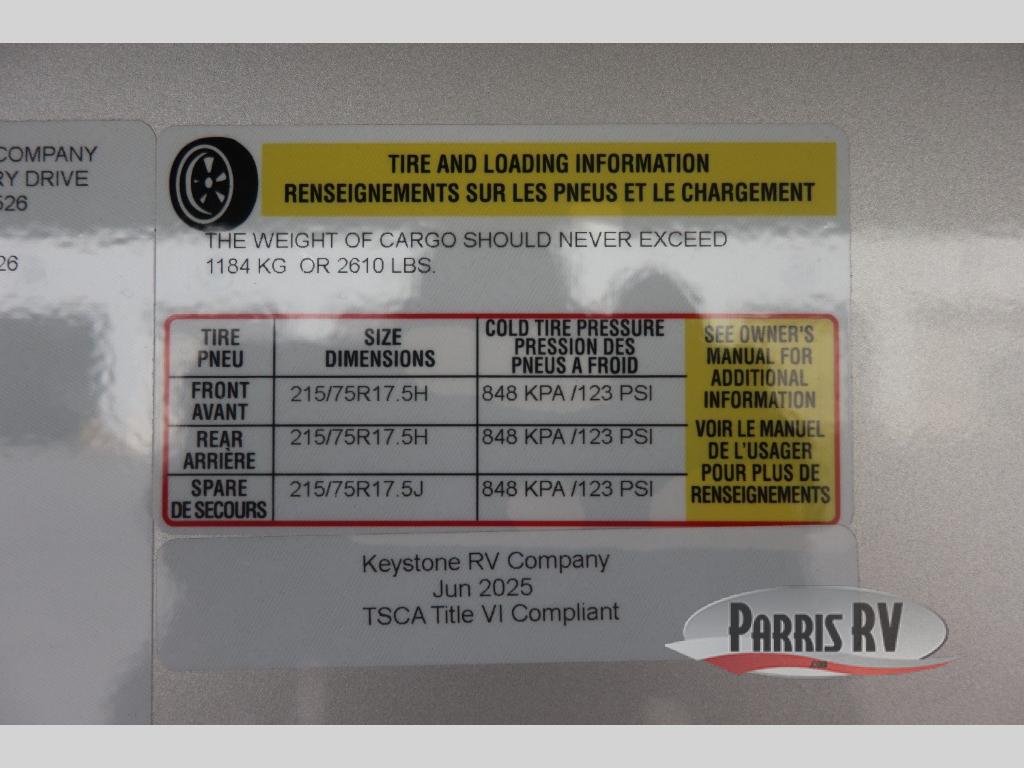 COMPANY
RY DRIVE
526
26
TIRE AND LOADING INFORMATION
RENSEIGNEMENTS SUR LES PNEUS ET LE CHARGEMENT
THE WEIGHT OF CARGO SHOULD NEVER EXCEED
1184 KG OR 2610 LBS.
TIRE
PNEU
SIZE
DIMENSIONS
COLD TIRE PRESSURE
PRESSION DES
PNEUS A FROID
FRONT
AVANT
215/75R17.5H
848 KPA /123 PSI
REAR
ARRIÈRE
215/75R17.5H
848 KPA /123 PSI
SPARE
DE SECOURS
215/75R17.5J
848 KPA /123 PSI
SEE OWNER'S
MANUAL FOR
ADDITIONAL
INFORMATION
VOIR LE MANUEL
DE L'USAGER
POUR PLUS DE
RENSEIGNEMENTS
Keystone RV Company
Jun 2025
TSCA Title VI Compliant
PARRIS RV
.com